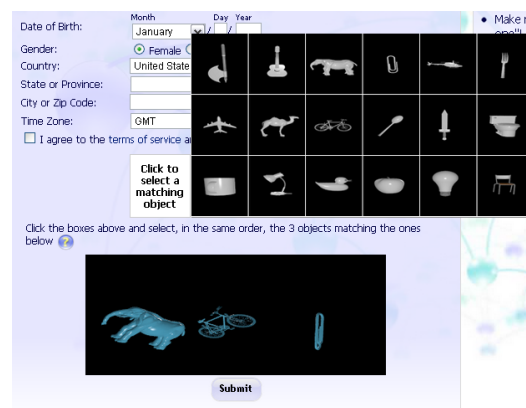 Month Day Year
Date of Birth: January / /
Make
Gender: Female
Country: United State
State or Province:
City or Zip Code:
Time Zone: GMT
I agree to the terms of service
Click to
select a
matching
object
Click the boxes above and select, in the same order, the 3 objects matching the ones
below ?
Submit